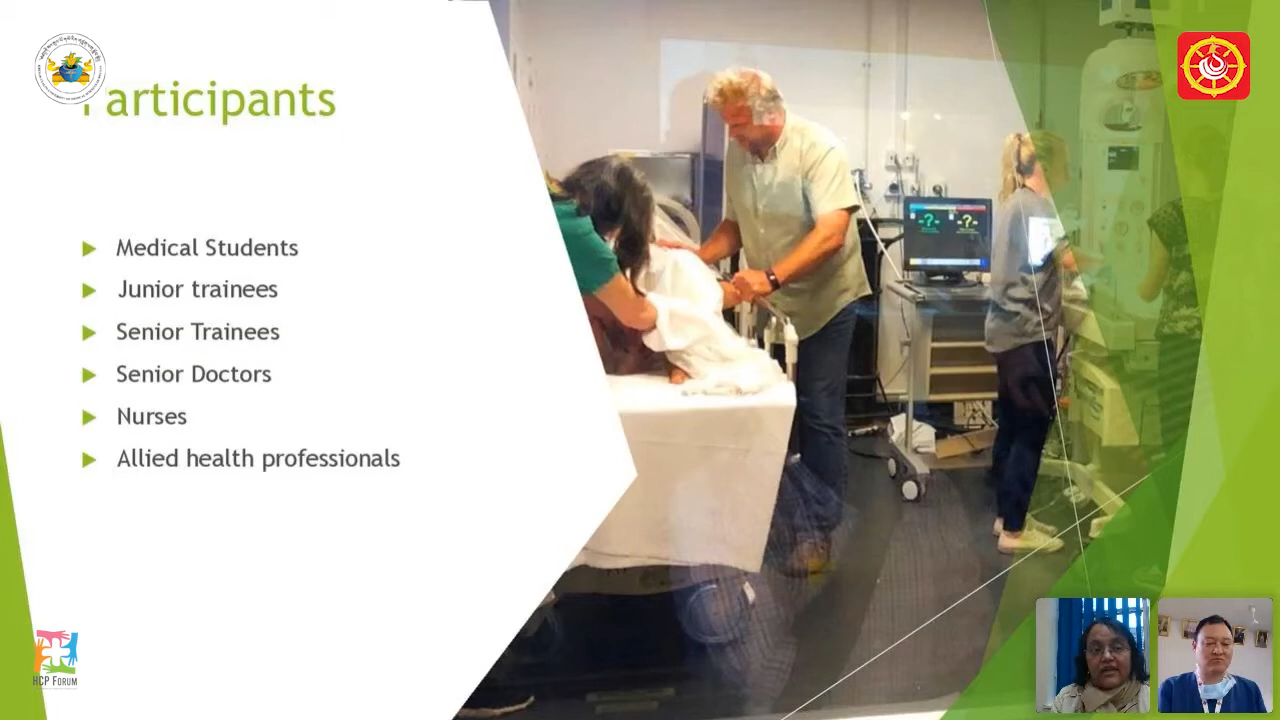 Participants
Medical Students
Junior trainees
Senior Trainees
Senior Doctors
Nurses
Allied health professionals
-?-
-?-
HCP FORUM